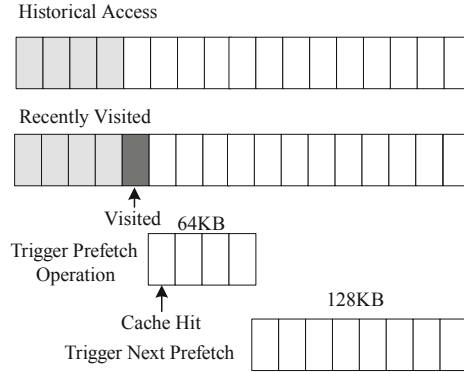 Historical Access
Recently Visited
Visited
64KB
Trigger Prefetch
Operation
128KB
Cache Hit
Trigger Next Prefetch